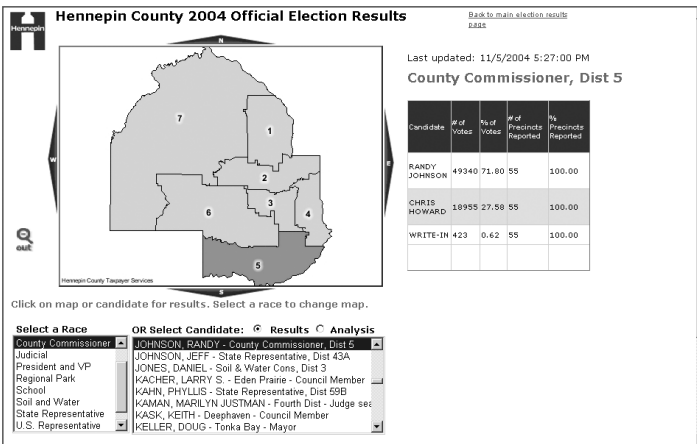 Hennepin
Hennepin County 2004 Official Election Results
Back to main election results
page
N
W
E
S
7
1
2
3
4
6
5
out
Hennepin County Taxpayer Services
Last updated: 11/5/2004 5:27:00 PM
County Commissioner, Dist 5
Candidate # of Votes % of Votes # of Precincts Reported % Precincts Reported
RANDY JOHNSON 49340 71.80 55 100.00
CHRIS HOWARD 18955 27.58 55 100.00
WRITE-IN 423 0.62 55 100.00
Click on map or candidate for results. Select a race to change map.
Select a Race
County Commissioner
Judicial
President and VP
Regional Park
School
Soil and Water
State Representative
U.S. Representative
OR Select Candidate: Results Analysis
JOHNSON, RANDY - County Commissioner, Dist 5
JOHNSON, JEFF - State Representative, Dist 43A
JONES, DANIEL - Soil & Water Cons, Dist 3
KACHER, LARRY S. - Eden Prairie - Council Member
KAHN, PHYLLIS - State Representative, Dist 59B
KAMAN, MARILYN JUSTMAN - Fourth Dist - Judge sea
KASK, KEITH - Deephaven - Council Member
KELLER, DOUG - Tonka Bay - Mayor